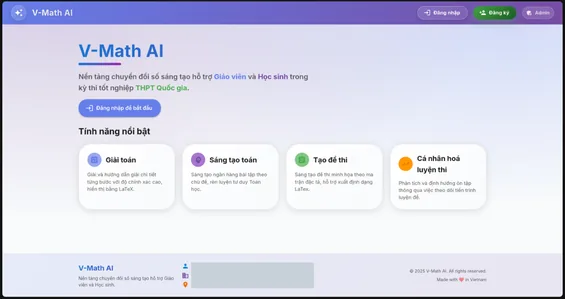 V-Math AI
Đăng nhập
Đăng ký
Admin
V-Math AI
Nền tảng chuyển đổi số sáng tạo hỗ trợ Giáo viên và Học sinh trong
kỳ thi tốt nghiệp THPT Quốc gia.
Đăng nhập để bắt đầu
Tính năng nổi bật
Giải toán
Giải và hướng dẫn giải chi tiết
từng bước với độ chính xác cao,
hiển thị bằng LaTeX.
Sáng tạo toán
Sáng tạo ngân hàng bài tập theo
chủ đề, rèn luyện tư duy Toán
học.
Tạo đề thi
Sáng tạo đề thi minh họa theo ma
trận đặc tả, hỗ trợ xuất định dạng
LaTex.
Cá nhân hoá
luyện thi
Phân tích và định hướng ôn tập
thông qua việc theo dõi tiến trình
luyện đề.
V-Math AI
Nền tảng chuyển đổi số sáng tạo hỗ trợ Giáo
viên và Học sinh.
© 2025 V-Math AI. All rights reserved.
Made with ❤️ in Vietnam